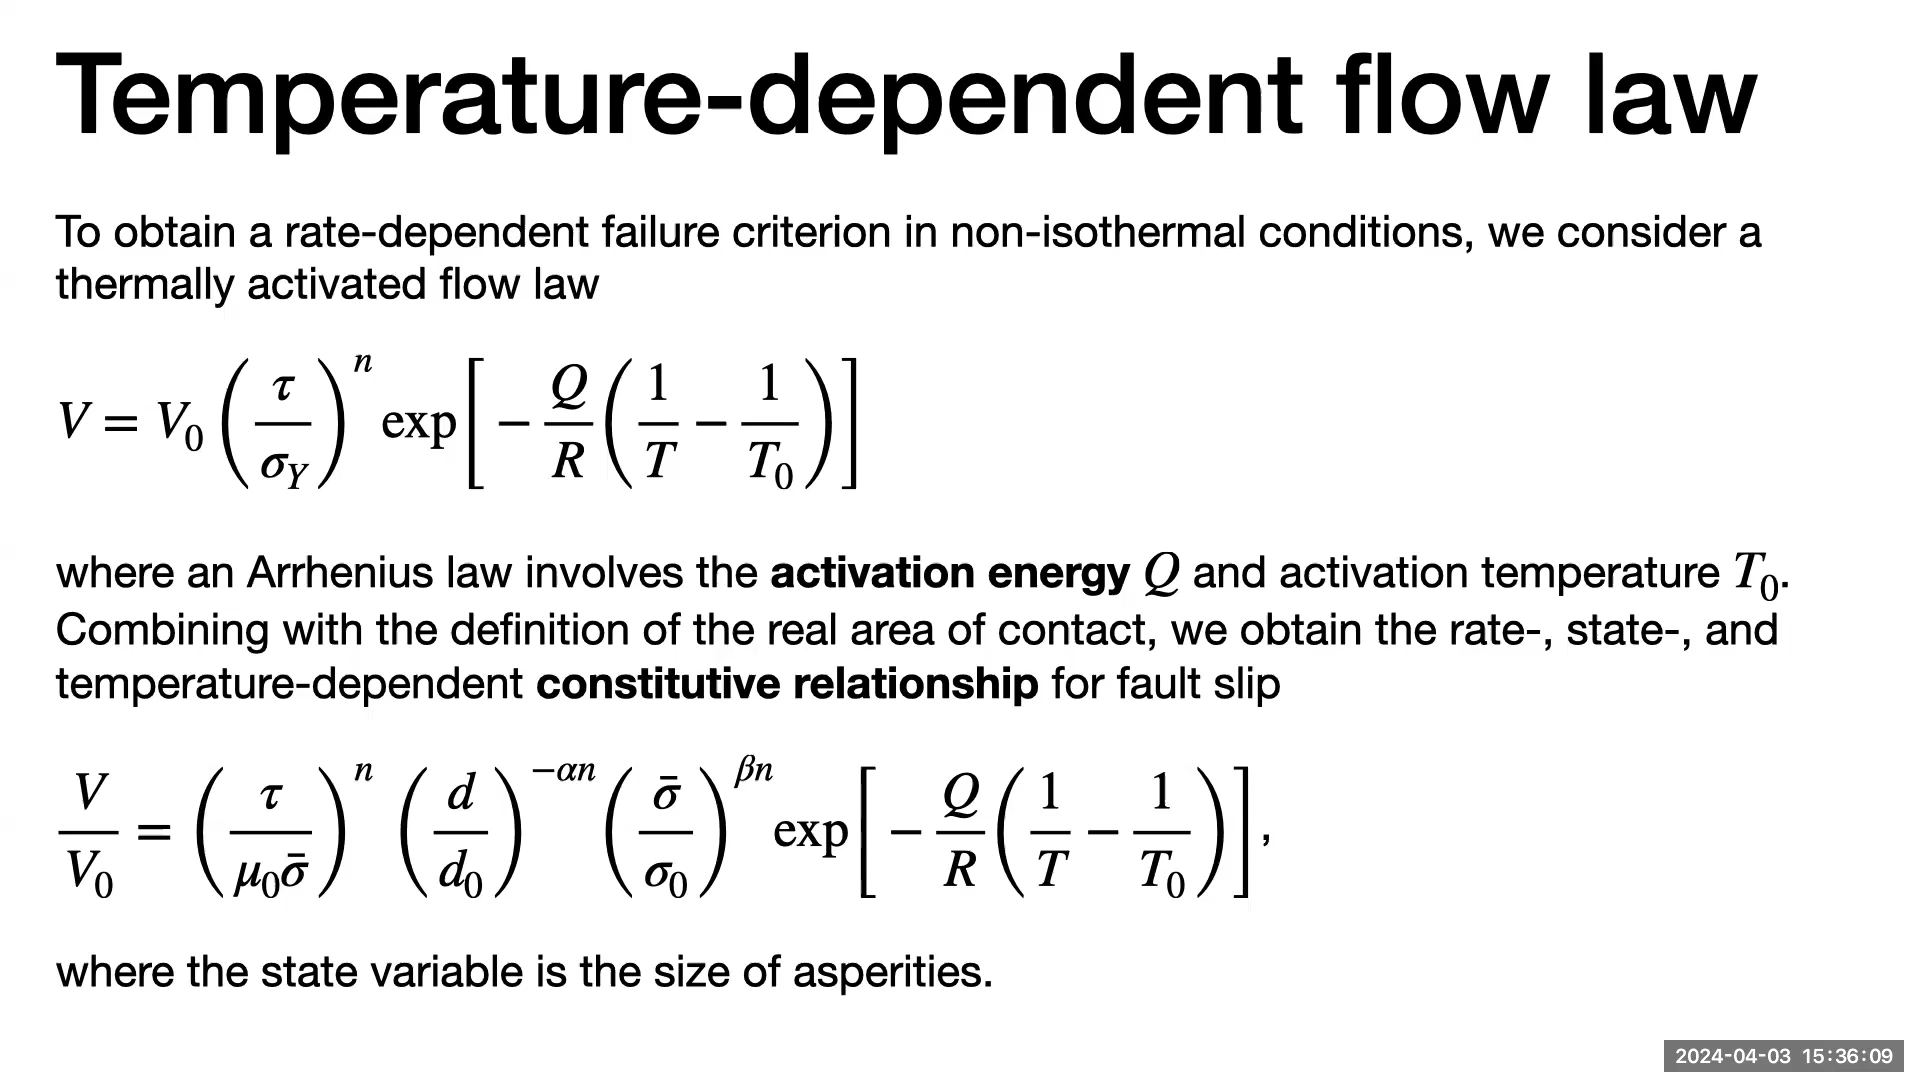 Temperature-dependent flow law
To obtain a rate-dependent failure criterion in non-isothermal conditions, we consider a
thermally activated flow law
V = V₀ (τ/σ_Y)ⁿ exp[−Q/R (1/T − 1/T₀)]
where an Arrhenius law involves the activation energy Q and activation temperature T₀.
Combining with the definition of the real area of contact, we obtain the rate-, state-, and
temperature-dependent constitutive relationship for fault slip
V/V₀ = (τ/μ₀σ̄)ⁿ (d/d₀)^−αn (σ̄/σ₀)^βn exp[−Q/R (1/T − 1/T₀)],
where the state variable is the size of asperities.
2024-04-03 15:36:09